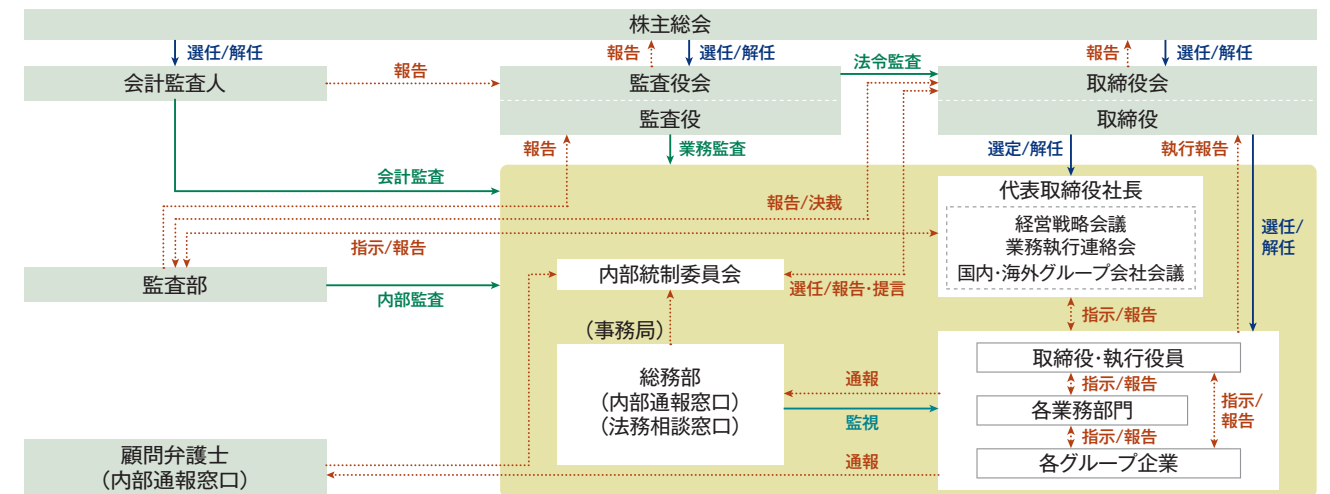 株主総会
選任/解任
報告
選任/解任
報告
選任/解任
会計監査人
報告
監査役会
法令監査
取締役会
監査役
取締役
報告
業務監査
選定/解任
執行報告
会計監査
代表取締役社長
報告/決裁
経営戦略会議
業務執行連絡会
国内・海外グループ会社会議
選任/
解任
指示/報告
監査部
内部監査
内部統制委員会
選任/報告・提言
指示/報告
（事務局）
総務部
（内部通報窓口）
（法務相談窓口）
通報
監視
取締役・執行役員
指示/報告
各業務部門
指示/
報告
指示/報告
各グループ企業
顧問弁護士
（内部通報窓口）
通報